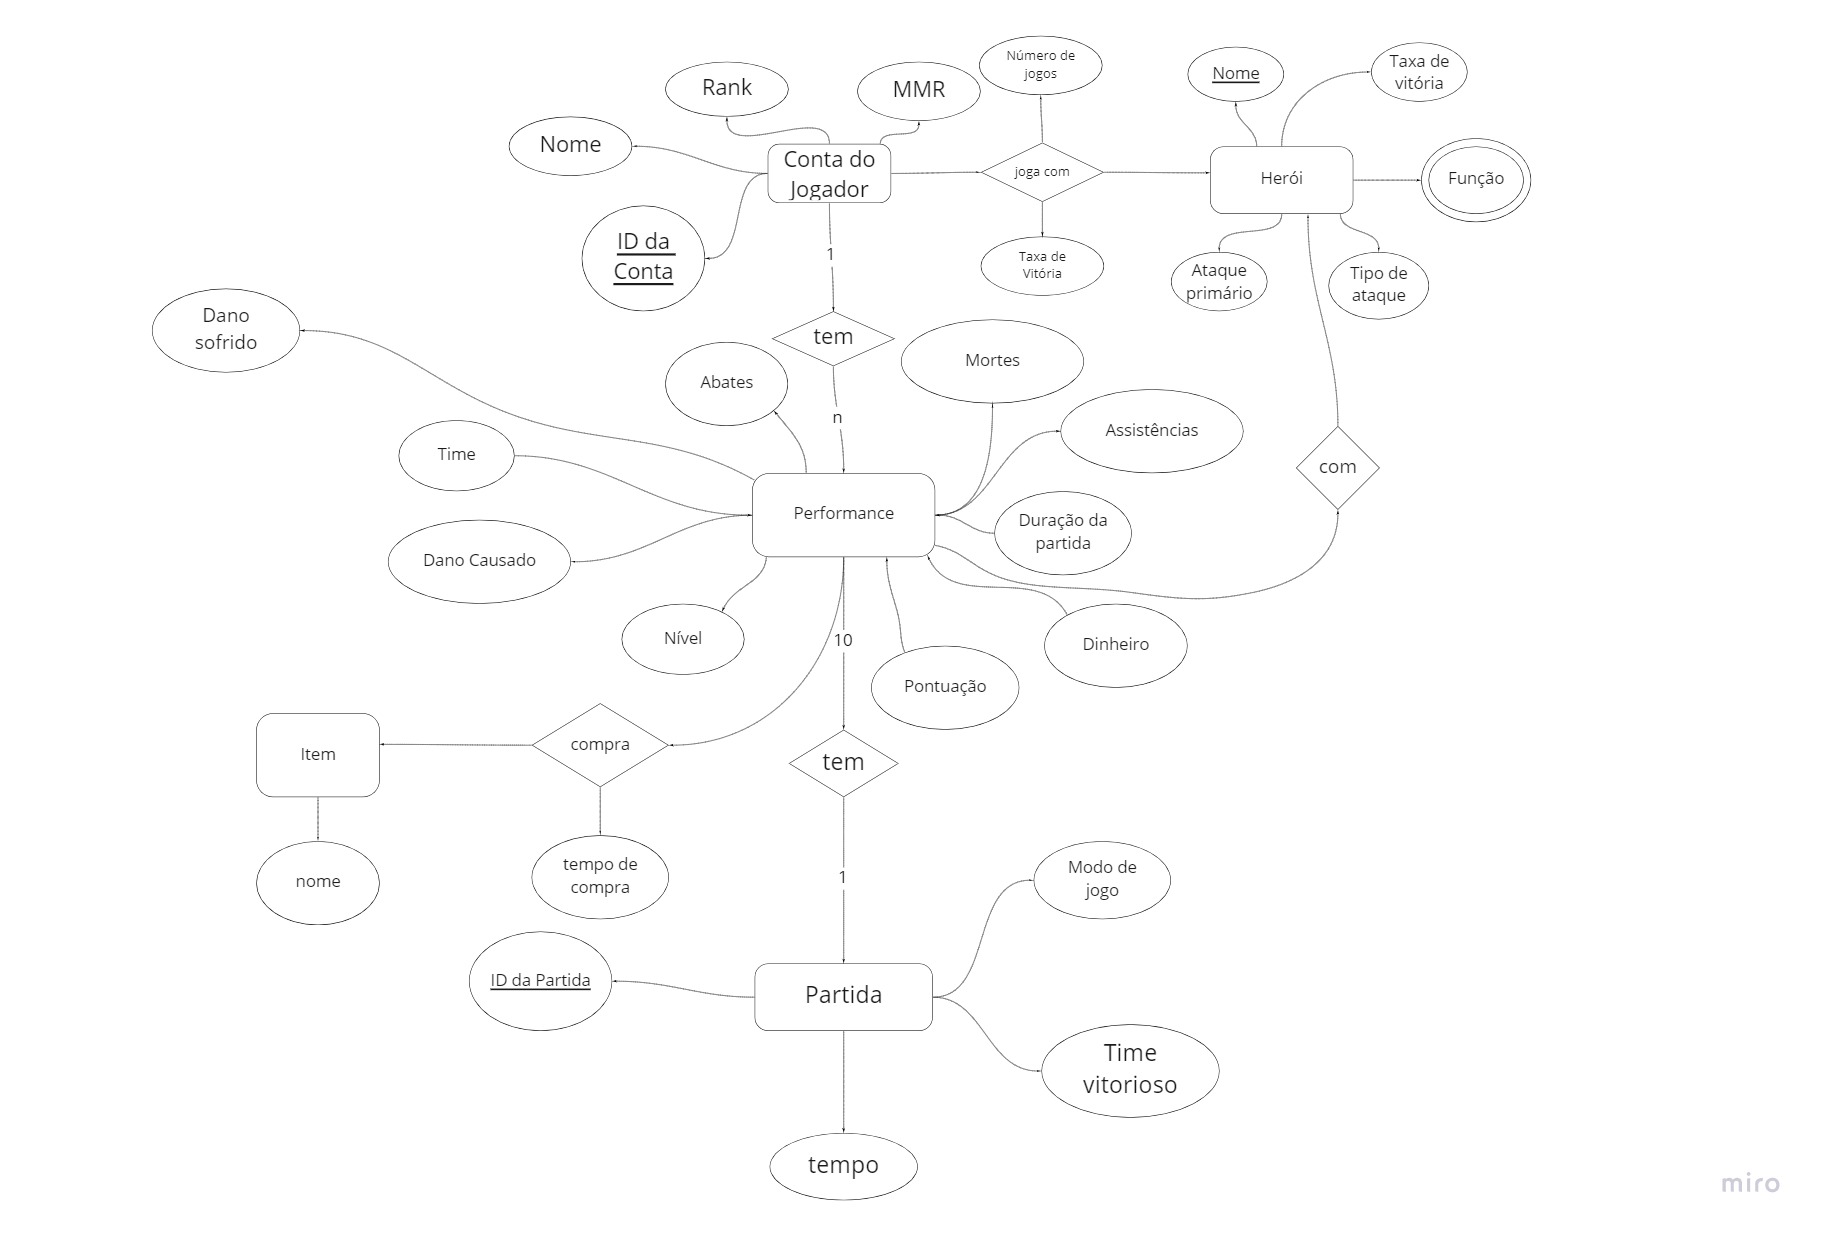 Número de
jogos
Rank
MMR
Nome
Taxa de
vitória
Nome
Conta do
Jogador
joga com
Herói
Função
ID da
Conta
Taxa de
Vitória
Ataque
primário
Tipo de
ataque
1
tem
Dano
sofrido
Abates
Mortes
n
Assistências
Time
com
Performance
Duração da
partida
Dano Causado
Nível
10
Dinheiro
Pontuação
Item
compra
tem
tempo de
compra
nome
1
Modo de
jogo
ID da Partida
Partida
Time
vitorioso
tempo
miro